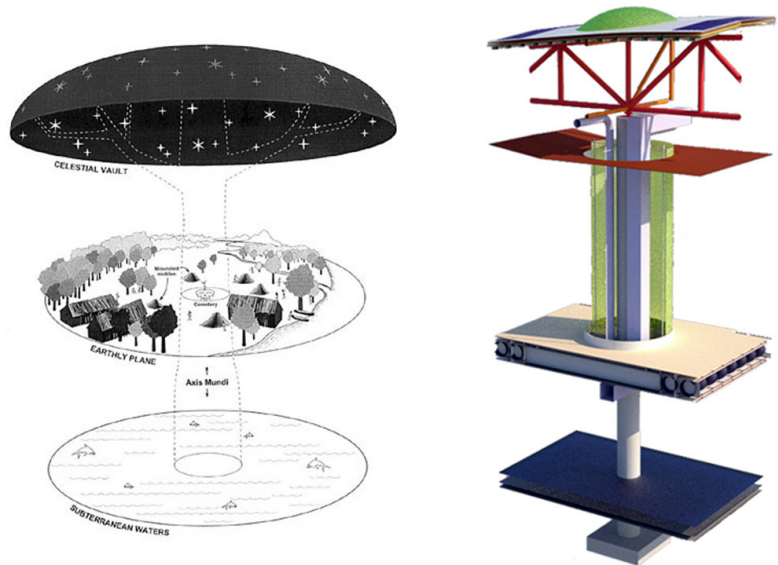 CELESTIAL VAULT
Mounded
middens
Cemetery
EARTHLY PLANE
Axis Mundi
SUBTERRANEAN WATERS